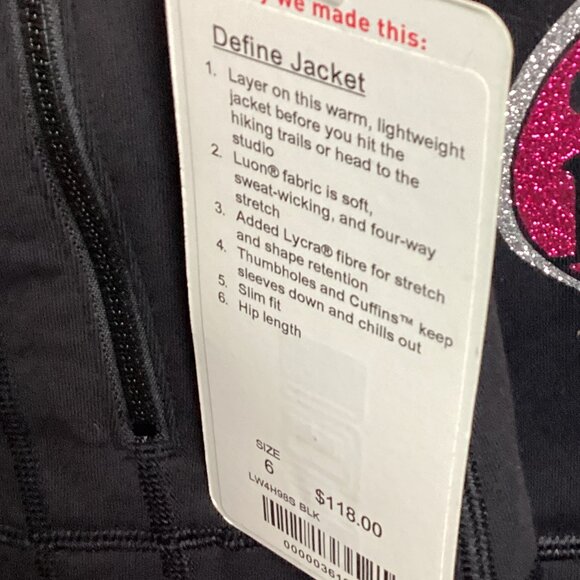 we made this:
Define Jacket
1. Layer on this warm, lightweight
jacket before you hit the
hiking trails or head to the
studio
2. Luon® fabric is soft,
sweat-wicking, and four-way
stretch
3. Added Lycra® fibre for stretch
and shape retention
4. Thumbholes and Cuffins™ keep
sleeves down and chills out
5. Slim fit
6. Hip length
SIZE
6
$118.00
LW4H98S BLK
0000036